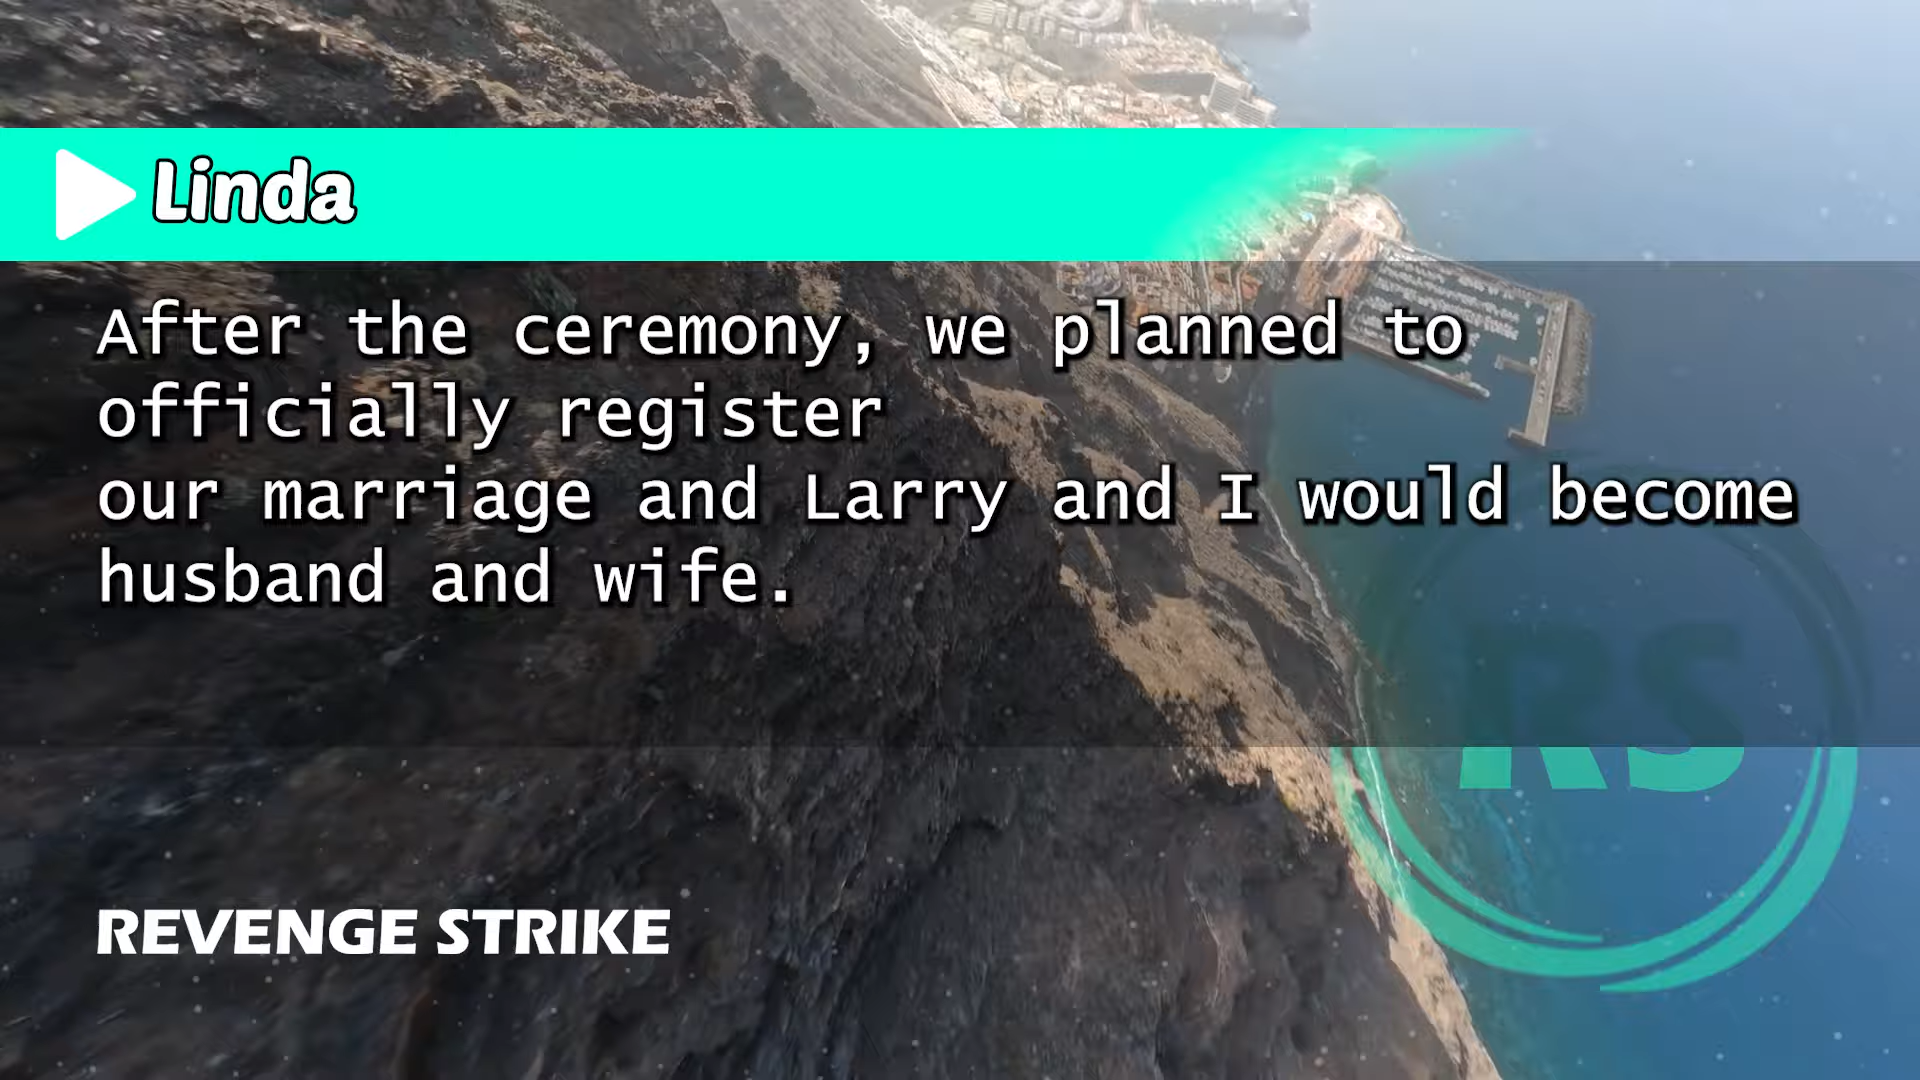 Linda
After the ceremony, we planned to
officially register
our marriage and Larry and I would become
husband and wife.
RS
REVENGE STRIKE